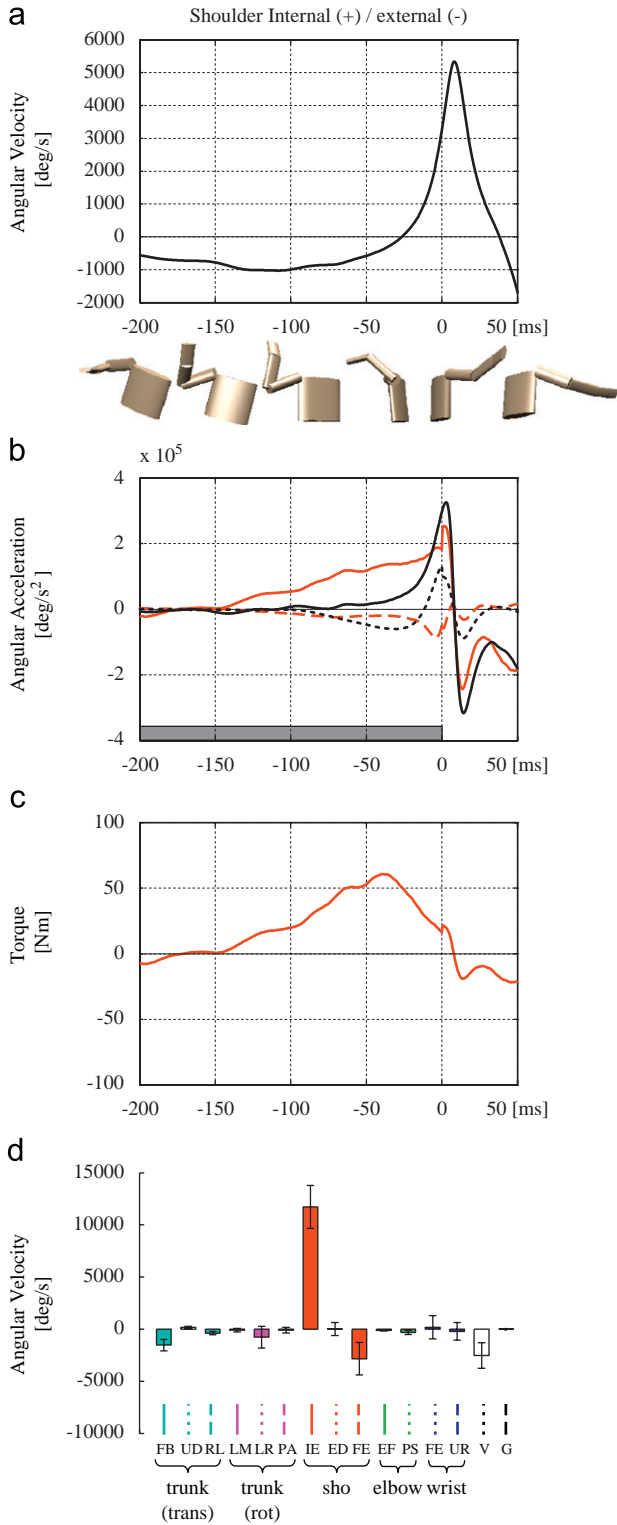 a
Shoulder Internal (+) / external (-)
6000
5000
4000
3000
2000
1000
0
-1000
-2000
Angular Velocity
[deg/s]
-200 -150 -100 -50 0 50 [ms]
b
x 10^5
4
2
0
-2
-4
Angular Acceleration
[deg/s^2]
-200 -150 -100 -50 0 50 [ms]
c
100
50
0
-50
-100
Torque
[Nm]
-200 -150 -100 -50 0 50 [ms]
d
15000
10000
5000
0
-5000
-10000
Angular Velocity
[deg/s]
FB UD RL LM LR PA IE ED FE EF PS FE UR V G
trunk trunk sho elbow wrist
(trans) (rot)